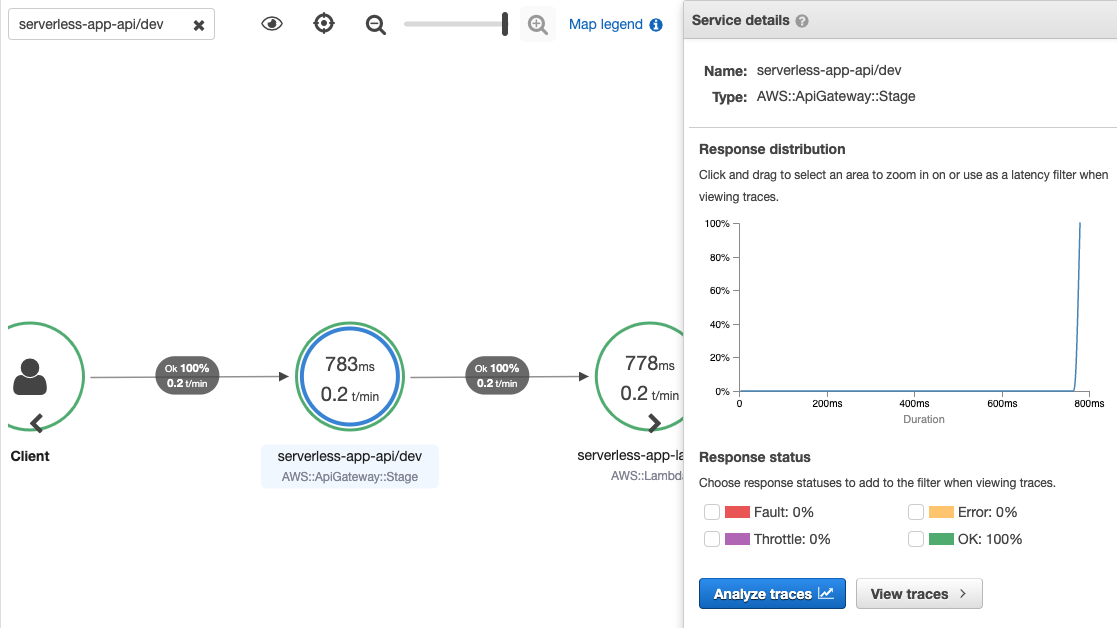 serverless-app-api/dev
Map legend
Service details
Name: serverless-app-api/dev
Type: AWS::ApiGateway::Stage
Response distribution
Click and drag to select an area to zoom in on or use as a latency filter when
viewing traces.
100%
80%
60%
40%
20%
0%
0 200ms 400ms 600ms 800ms
Duration
Ok 100%
0.2 t/min
783ms
0.2 t/min
Ok 100%
0.2 t/min
778ms
0.2 t/min
Client
serverless-app-api/dev
AWS::ApiGateway::Stage
serverless-app-la
AWS::Lambd
Response status
Choose response statuses to add to the filter when viewing traces.
Fault: 0% Error: 0%
Throttle: 0% OK: 100%
Analyze traces View traces